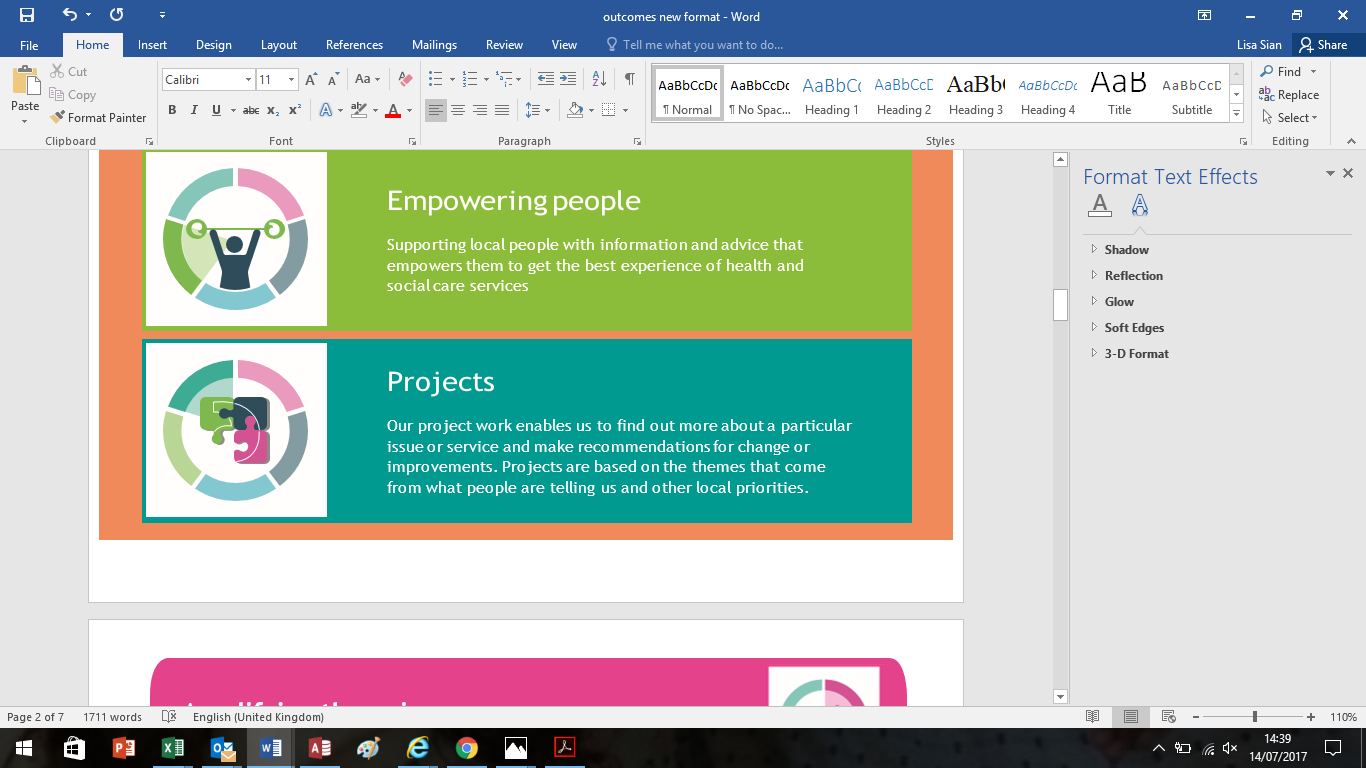 outcomes new format - Word
File Home Insert Design Layout References Mailings Review View Tell me what you want to do... Lisa Sian Share
Paste
Cut
Copy
Format Painter
Clipboard
Calibri 11
Aa
B I U abc x₂ x² A ab A
Font
Paragraph
AaBbCcDc AaBbCcDc AaBbCc AaBbCcD AaBb( AaBbCcDc AaB AaBbCcD
¶ Normal ¶ No Spac... Heading 1 Heading 2 Heading 3 Heading 4 Title Subtitle
Styles
Find
Replace
Select
Editing
Empowering people
Supporting local people with information and advice that
empowers them to get the best experience of health and
social care services
Projects
Our project work enables us to find out more about a particular
issue or service and make recommendations for change or
improvements. Projects are based on the themes that come
from what people are telling us and other local priorities.
Format Text Effects
A A
Shadow
Reflection
Glow
Soft Edges
3-D Format
Page 2 of 7 1711 words English (United Kingdom) 110%
14:39
14/07/2017